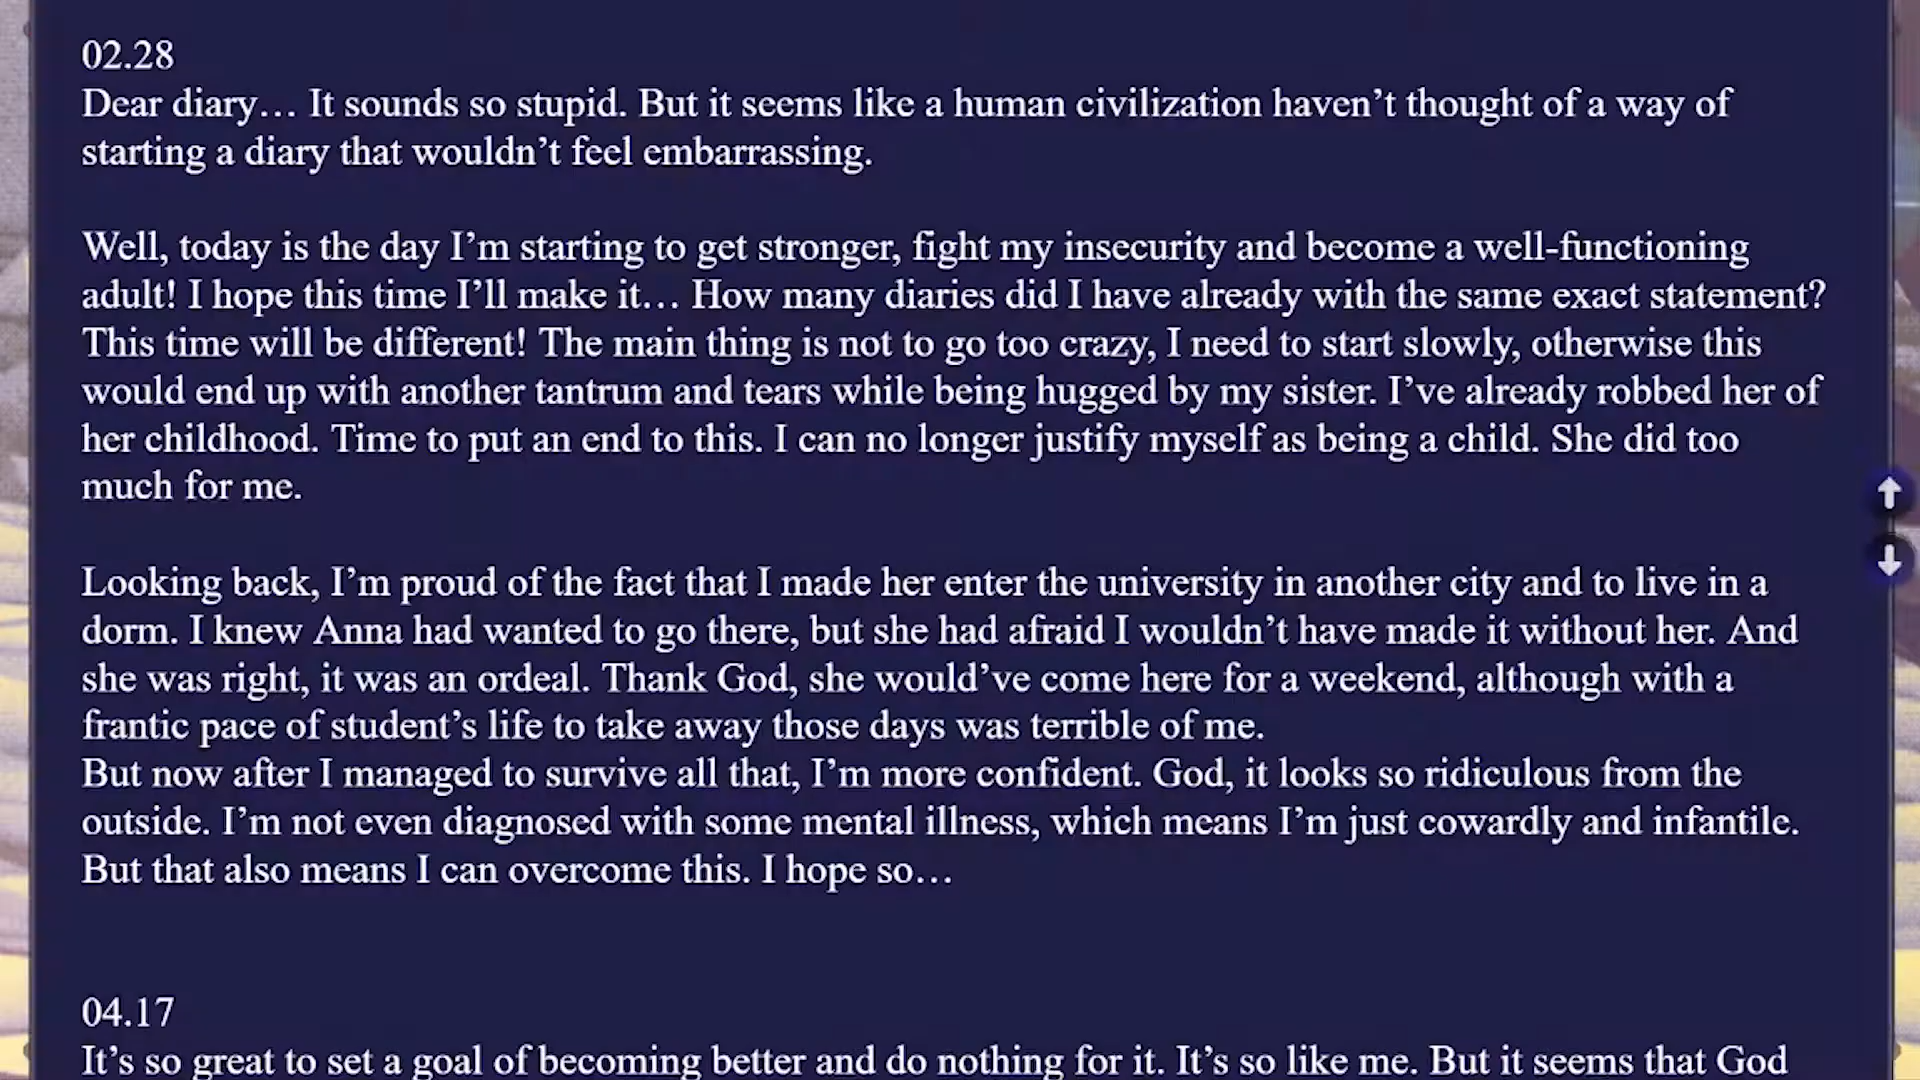 02.28
Dear diary… It sounds so stupid. But it seems like a human civilization haven’t thought of a way of
starting a diary that wouldn’t feel embarrassing.
Well, today is the day I’m starting to get stronger, fight my insecurity and become a well-functioning
adult! I hope this time I’ll make it… How many diaries did I have already with the same exact statement?
This time will be different! The main thing is not to go too crazy, I need to start slowly, otherwise this
would end up with another tantrum and tears while being hugged by my sister. I’ve already robbed her of
her childhood. Time to put an end to this. I can no longer justify myself as being a child. She did too
much for me.
Looking back, I’m proud of the fact that I made her enter the university in another city and to live in a
dorm. I knew Anna had wanted to go there, but she had afraid I wouldn’t have made it without her. And
she was right, it was an ordeal. Thank God, she would’ve come here for a weekend, although with a
frantic pace of student’s life to take away those days was terrible of me.
But now after I managed to survive all that, I’m more confident. God, it looks so ridiculous from the
outside. I’m not even diagnosed with some mental illness, which means I’m just cowardly and infantile.
But that also means I can overcome this. I hope so…
04.17
It’s so great to set a goal of becoming better and do nothing for it. It’s so like me. But it seems that God